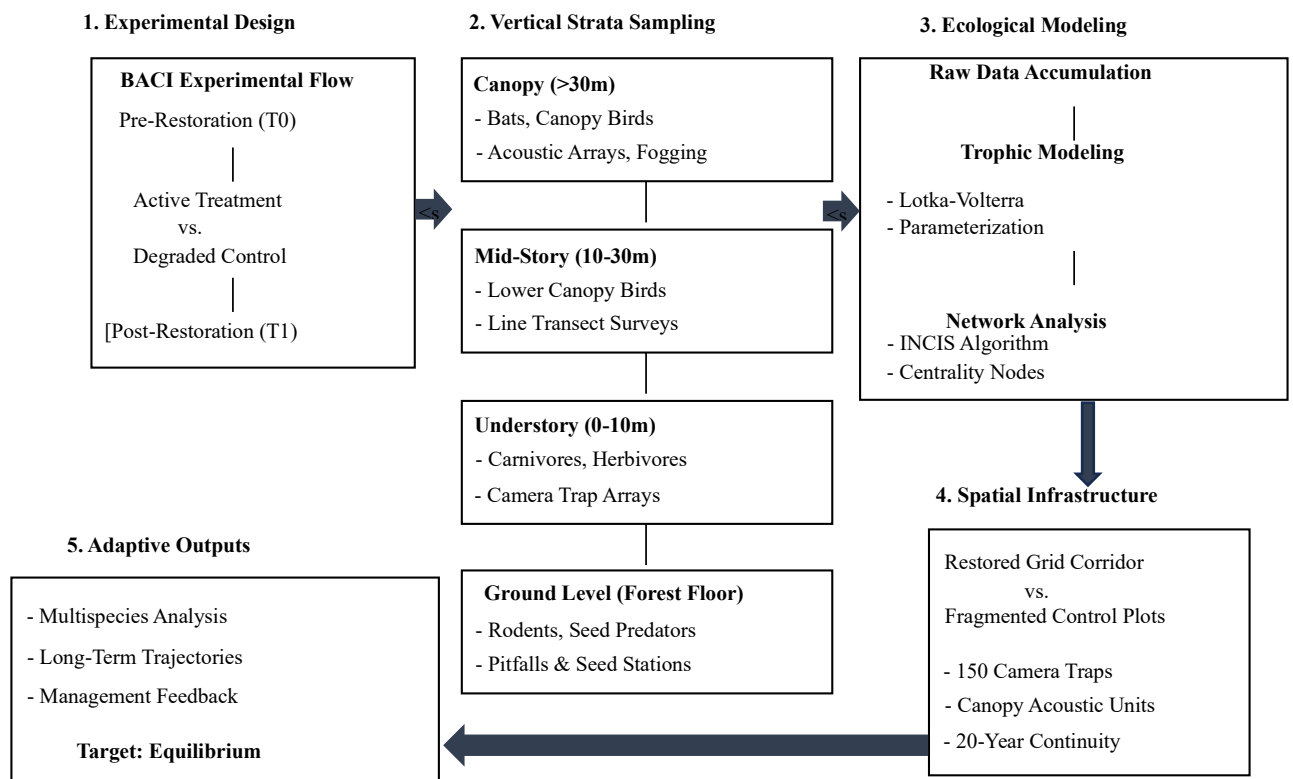 1. Experimental Design
BACI Experimental Flow
Pre-Restoration (T0)
Active Treatment
vs.
Degraded Control
[Post-Restoration (T1)
<s
2. Vertical Strata Sampling
Canopy (>30m)
- Bats, Canopy Birds
- Acoustic Arrays, Fogging
Mid-Story (10-30m)
- Lower Canopy Birds
- Line Transect Surveys
Understory (0-10m)
- Carnivores, Herbivores
- Camera Trap Arrays
Ground Level (Forest Floor)
- Rodents, Seed Predators
- Pitfalls & Seed Stations
<s
3. Ecological Modeling
Raw Data Accumulation
Trophic Modeling
- Lotka-Volterra
- Parameterization
Network Analysis
- INCIS Algorithm
- Centrality Nodes
4. Spatial Infrastructure
Restored Grid Corridor
vs.
Fragmented Control Plots
- 150 Camera Traps
- Canopy Acoustic Units
- 20-Year Continuity
5. Adaptive Outputs
- Multispecies Analysis
- Long-Term Trajectories
- Management Feedback
Target: Equilibrium